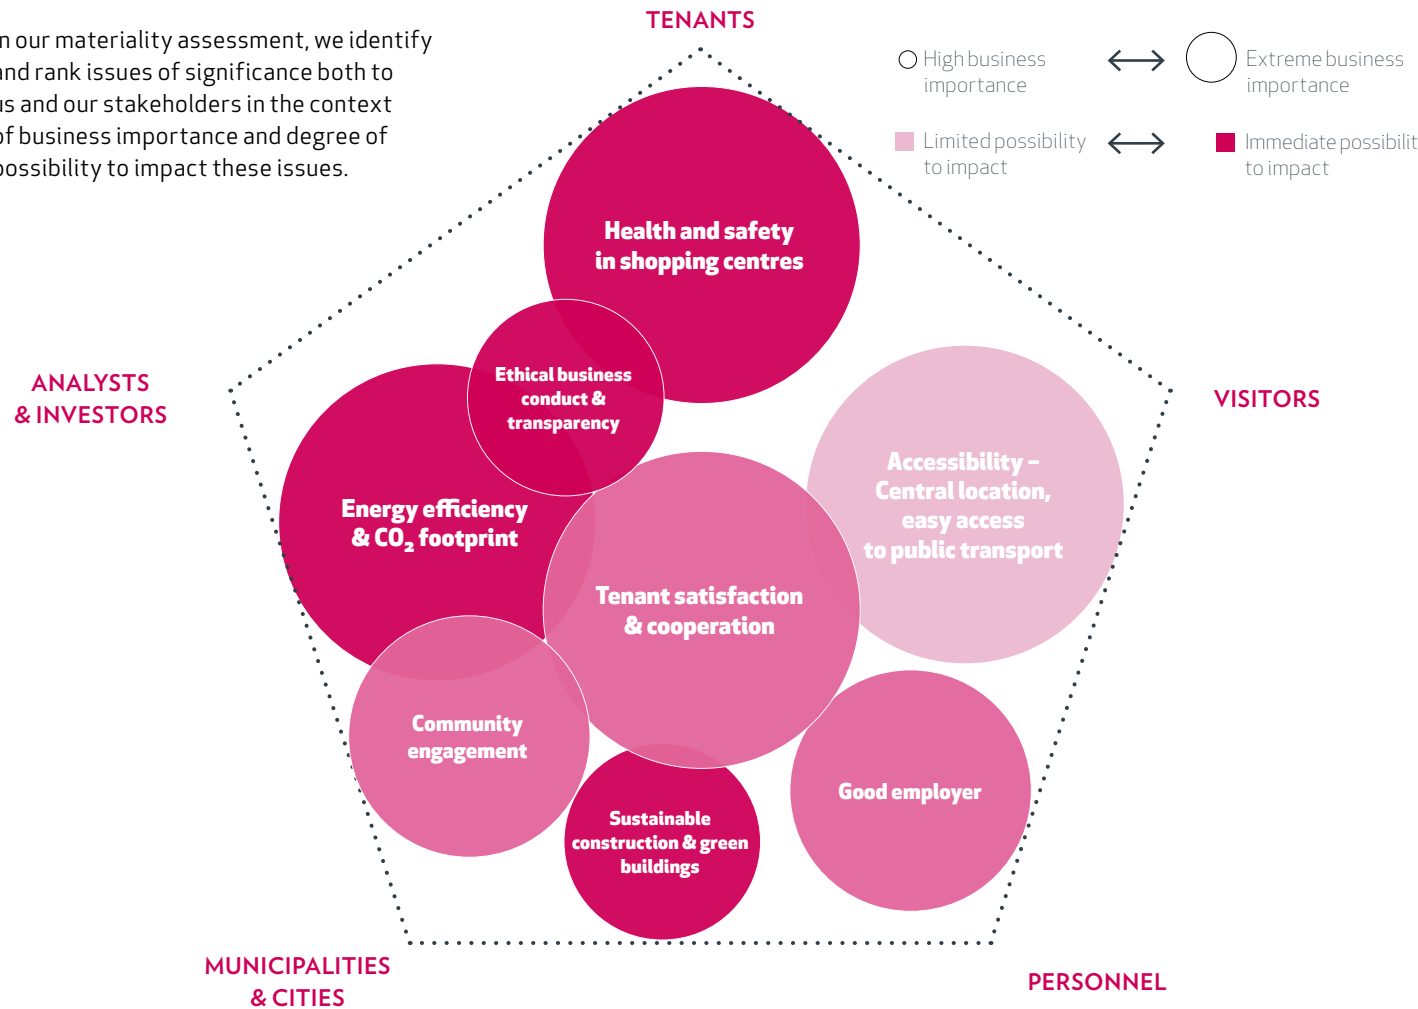 n our materiality assessment, we identify
and rank issues of significance both to
us and our stakeholders in the context
of business importance and degree of
possibility to impact these issues.
TENANTS
High business
importance
Extreme business
importance
Limited possibility
to impact
Immediate possibilit
to impact
Health and safety
in shopping centres
ANALYSTS
& INVESTORS
Ethical business
conduct &
transparency
VISITORS
Accessibility –
Central location,
easy access
to public transport
Energy efficiency
& CO₂ footprint
Tenant satisfaction
& cooperation
Community
engagement
Good employer
Sustainable
construction & green
buildings
MUNICIPALITIES
& CITIES
PERSONNEL